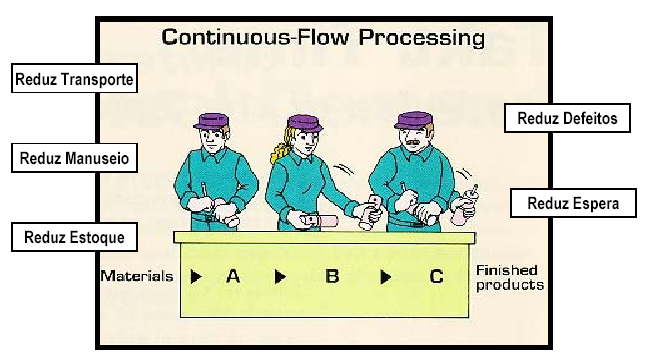 Continuous-Flow Processing
Reduz Transporte
Reduz Manuseio
Reduz Estoque
Reduz Defeitos
Reduz Espera
Materials
A
B
C
Finished
products